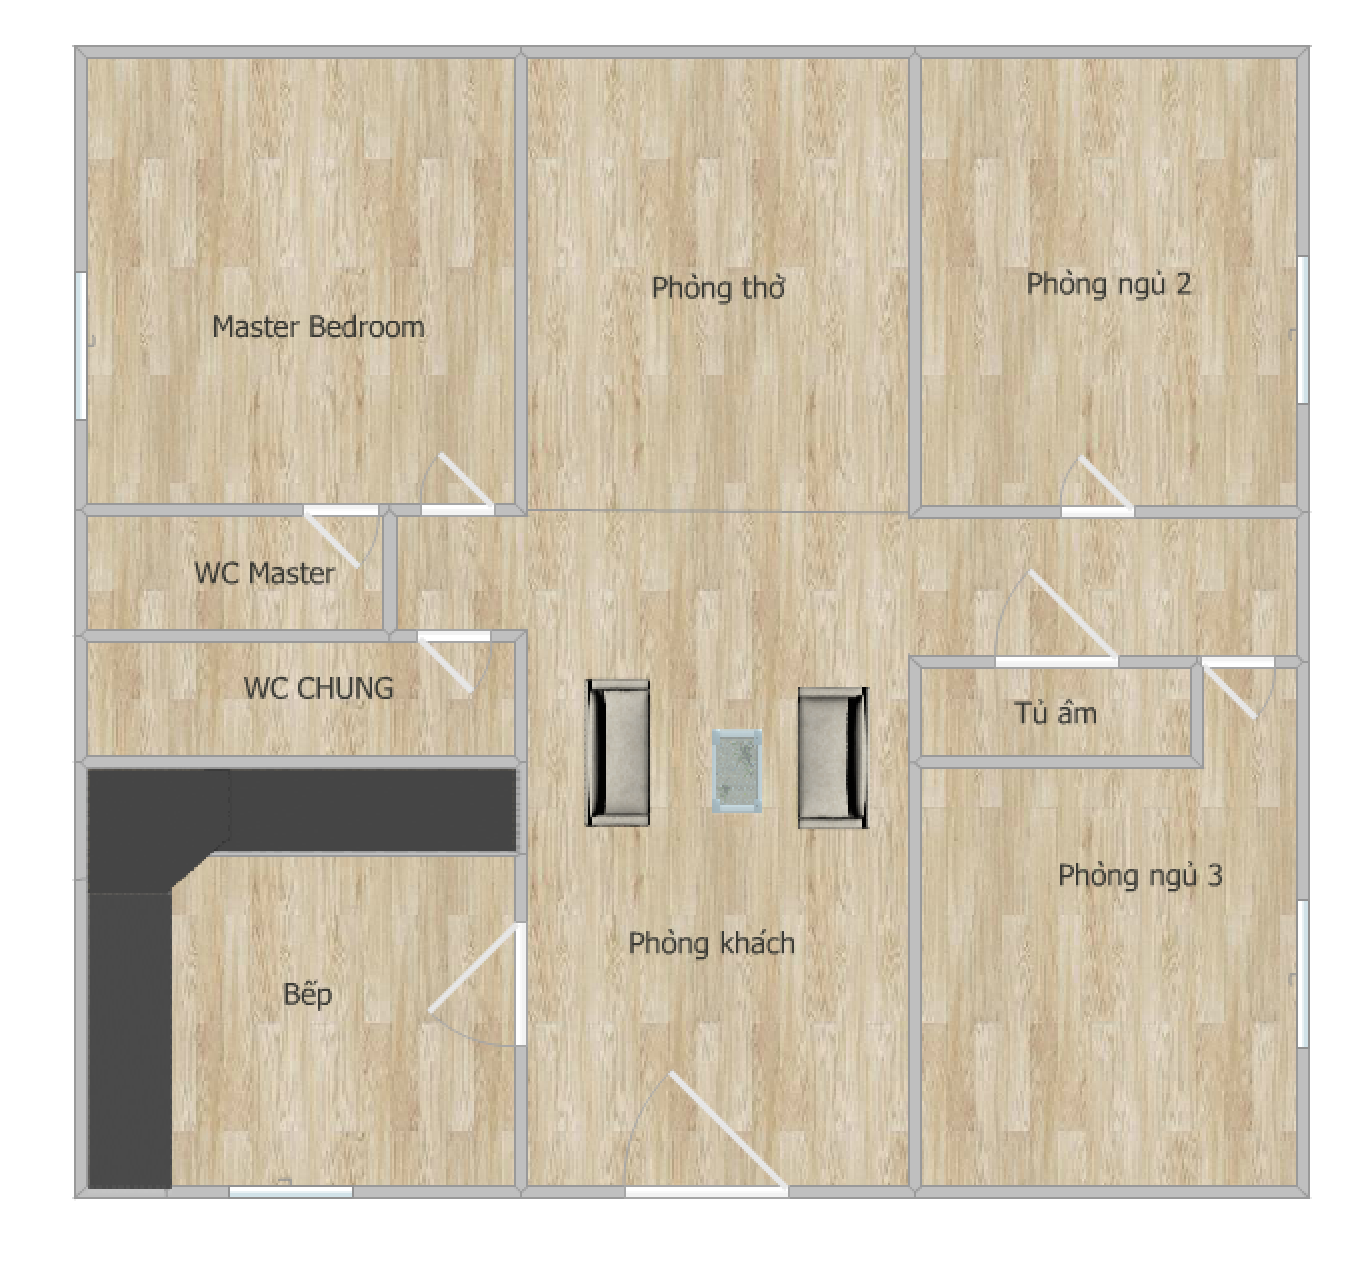 Phòng thờ
Phòng ngủ 2
Master Bedroom
WC Master
WC CHUNG
Tủ âm
Phòng ngủ 3
Phòng khách
Bếp